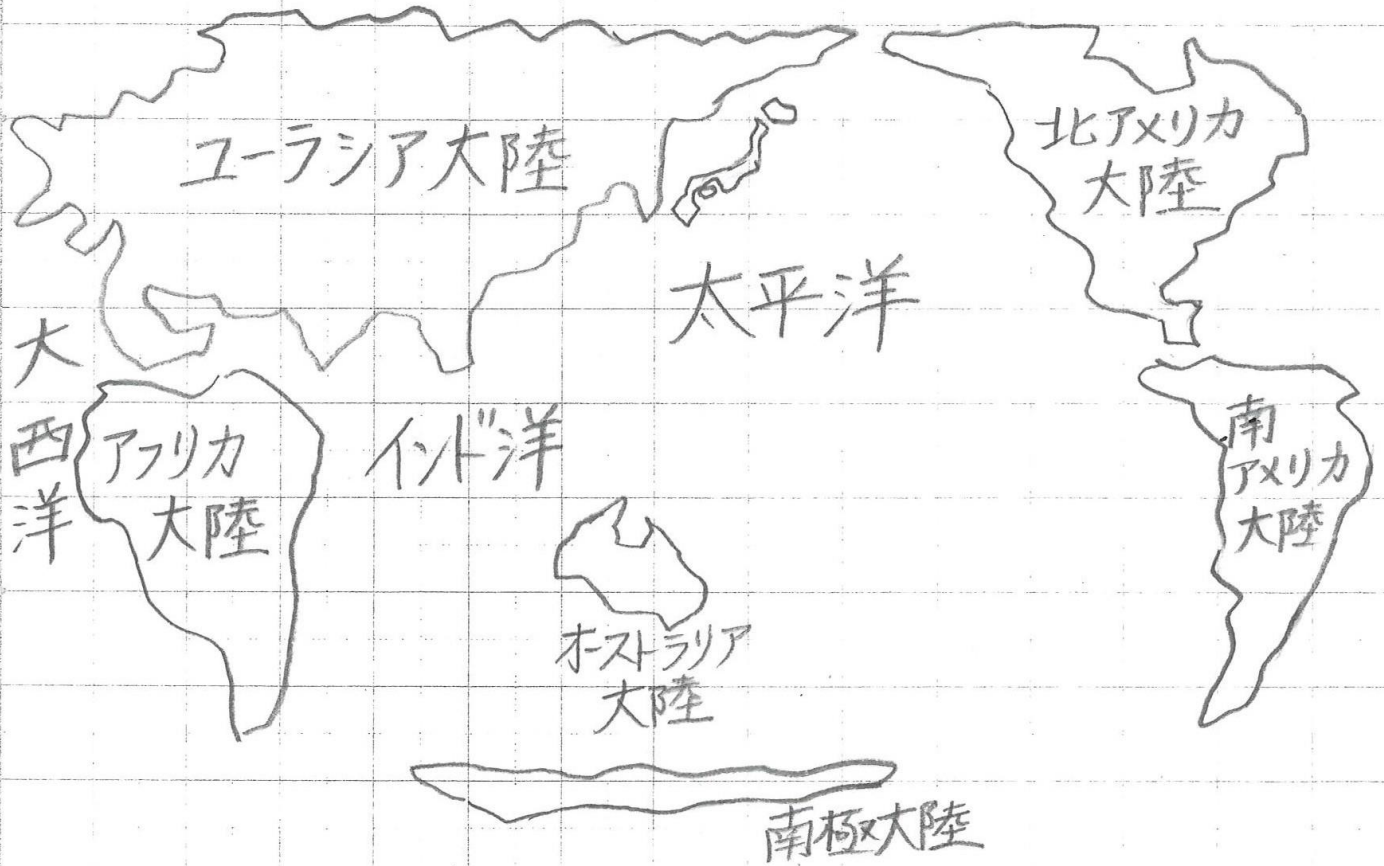 ユーラシア大陸
北アメリカ
大陸
太平洋
大
西
洋
アフリカ
大陸
インド洋
南
アメリカ
大陸
オーストラリア
大陸
南極大陸